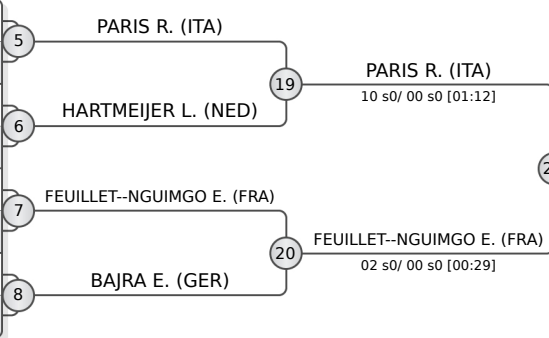 PARIS R. (ITA)
5
19
PARIS R. (ITA)
10 s0/ 00 s0 [01:12]
HARTMEIJER L. (NED)
6
FEUILLET--NGUIMGO E. (FRA)
7
20
FEUILLET--NGUIMGO E. (FRA)
02 s0/ 00 s0 [00:29]
BAJRA E. (GER)
8